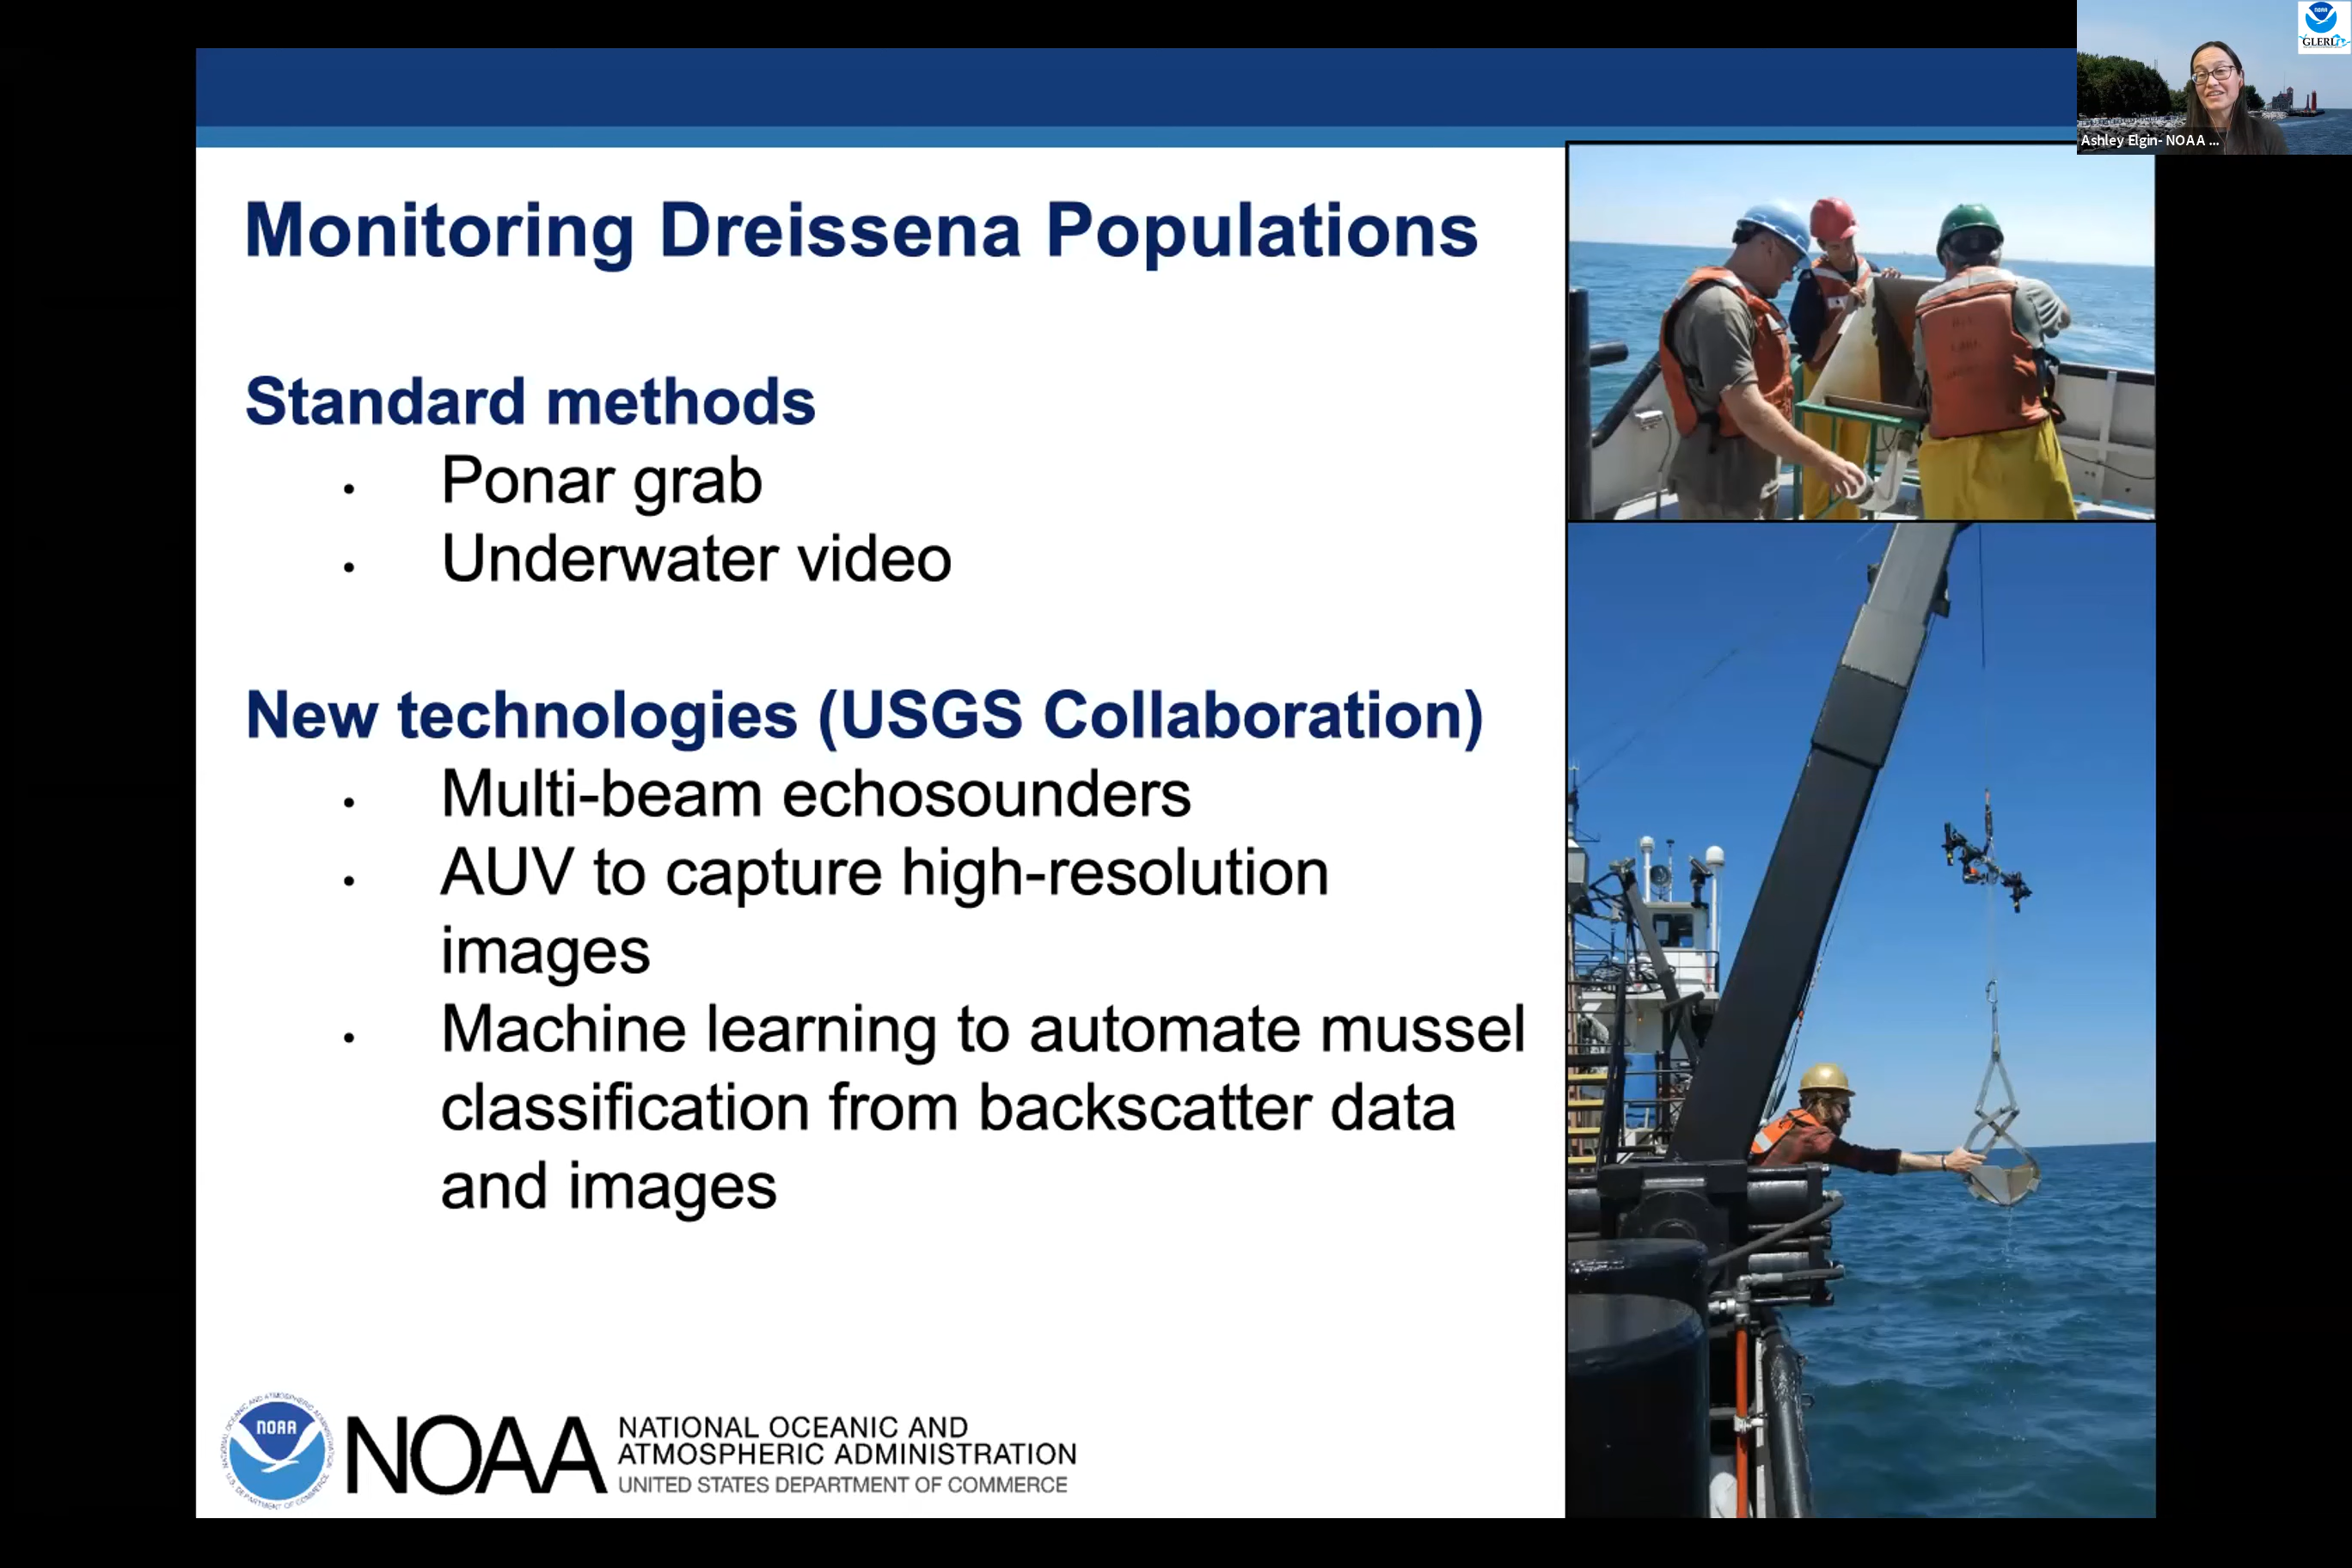 NOAA
GLERL
Ashley Elgin- NOAA ...
Monitoring Dreissena Populations
Standard methods
• Ponar grab
• Underwater video
New technologies (USGS Collaboration)
• Multi-beam echosounders
• AUV to capture high-resolution
images
• Machine learning to automate mussel
classification from backscatter data
and images
NOAA
NOAA
NATIONAL OCEANIC AND
ATMOSPHERIC ADMINISTRATION
UNITED STATES DEPARTMENT OF COMMERCE